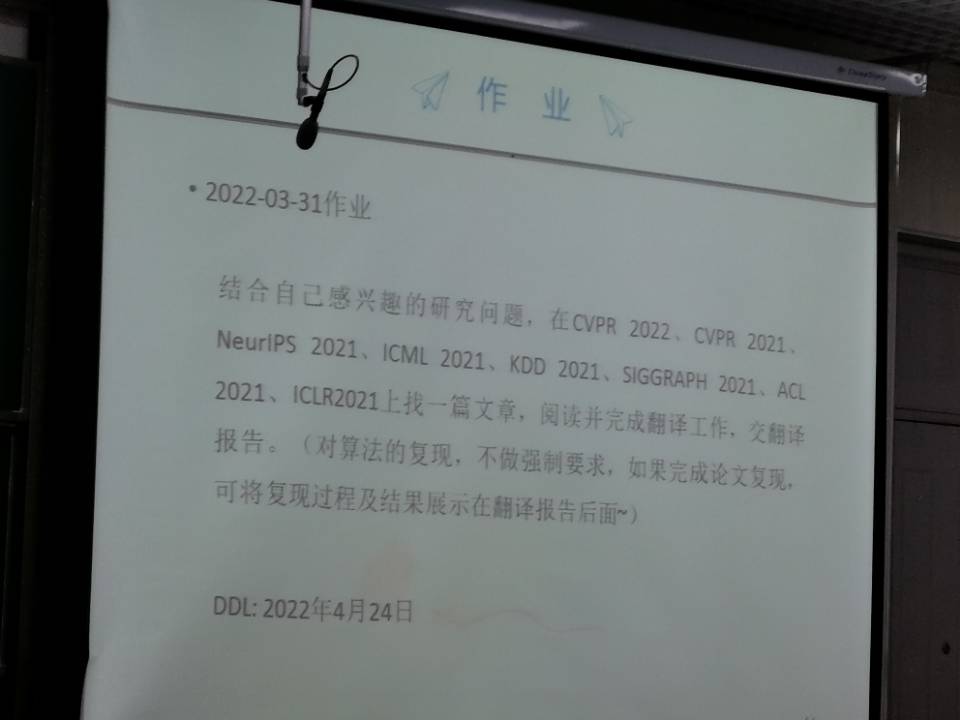 作 业
• 2022-03-31作业
结合自己感兴趣的研究问题，在CVPR 2022、CVPR 2021、
NeurIPS 2021、ICML 2021、KDD 2021、SIGGRAPH 2021、ACL
2021、ICLR2021上找一篇文章，阅读并完成翻译工作，交翻译
报告。（对算法的复现，不做强制要求，如果完成论文复现，
可将复现过程及结果展示在翻译报告后面~）
DDL: 2022年4月24日